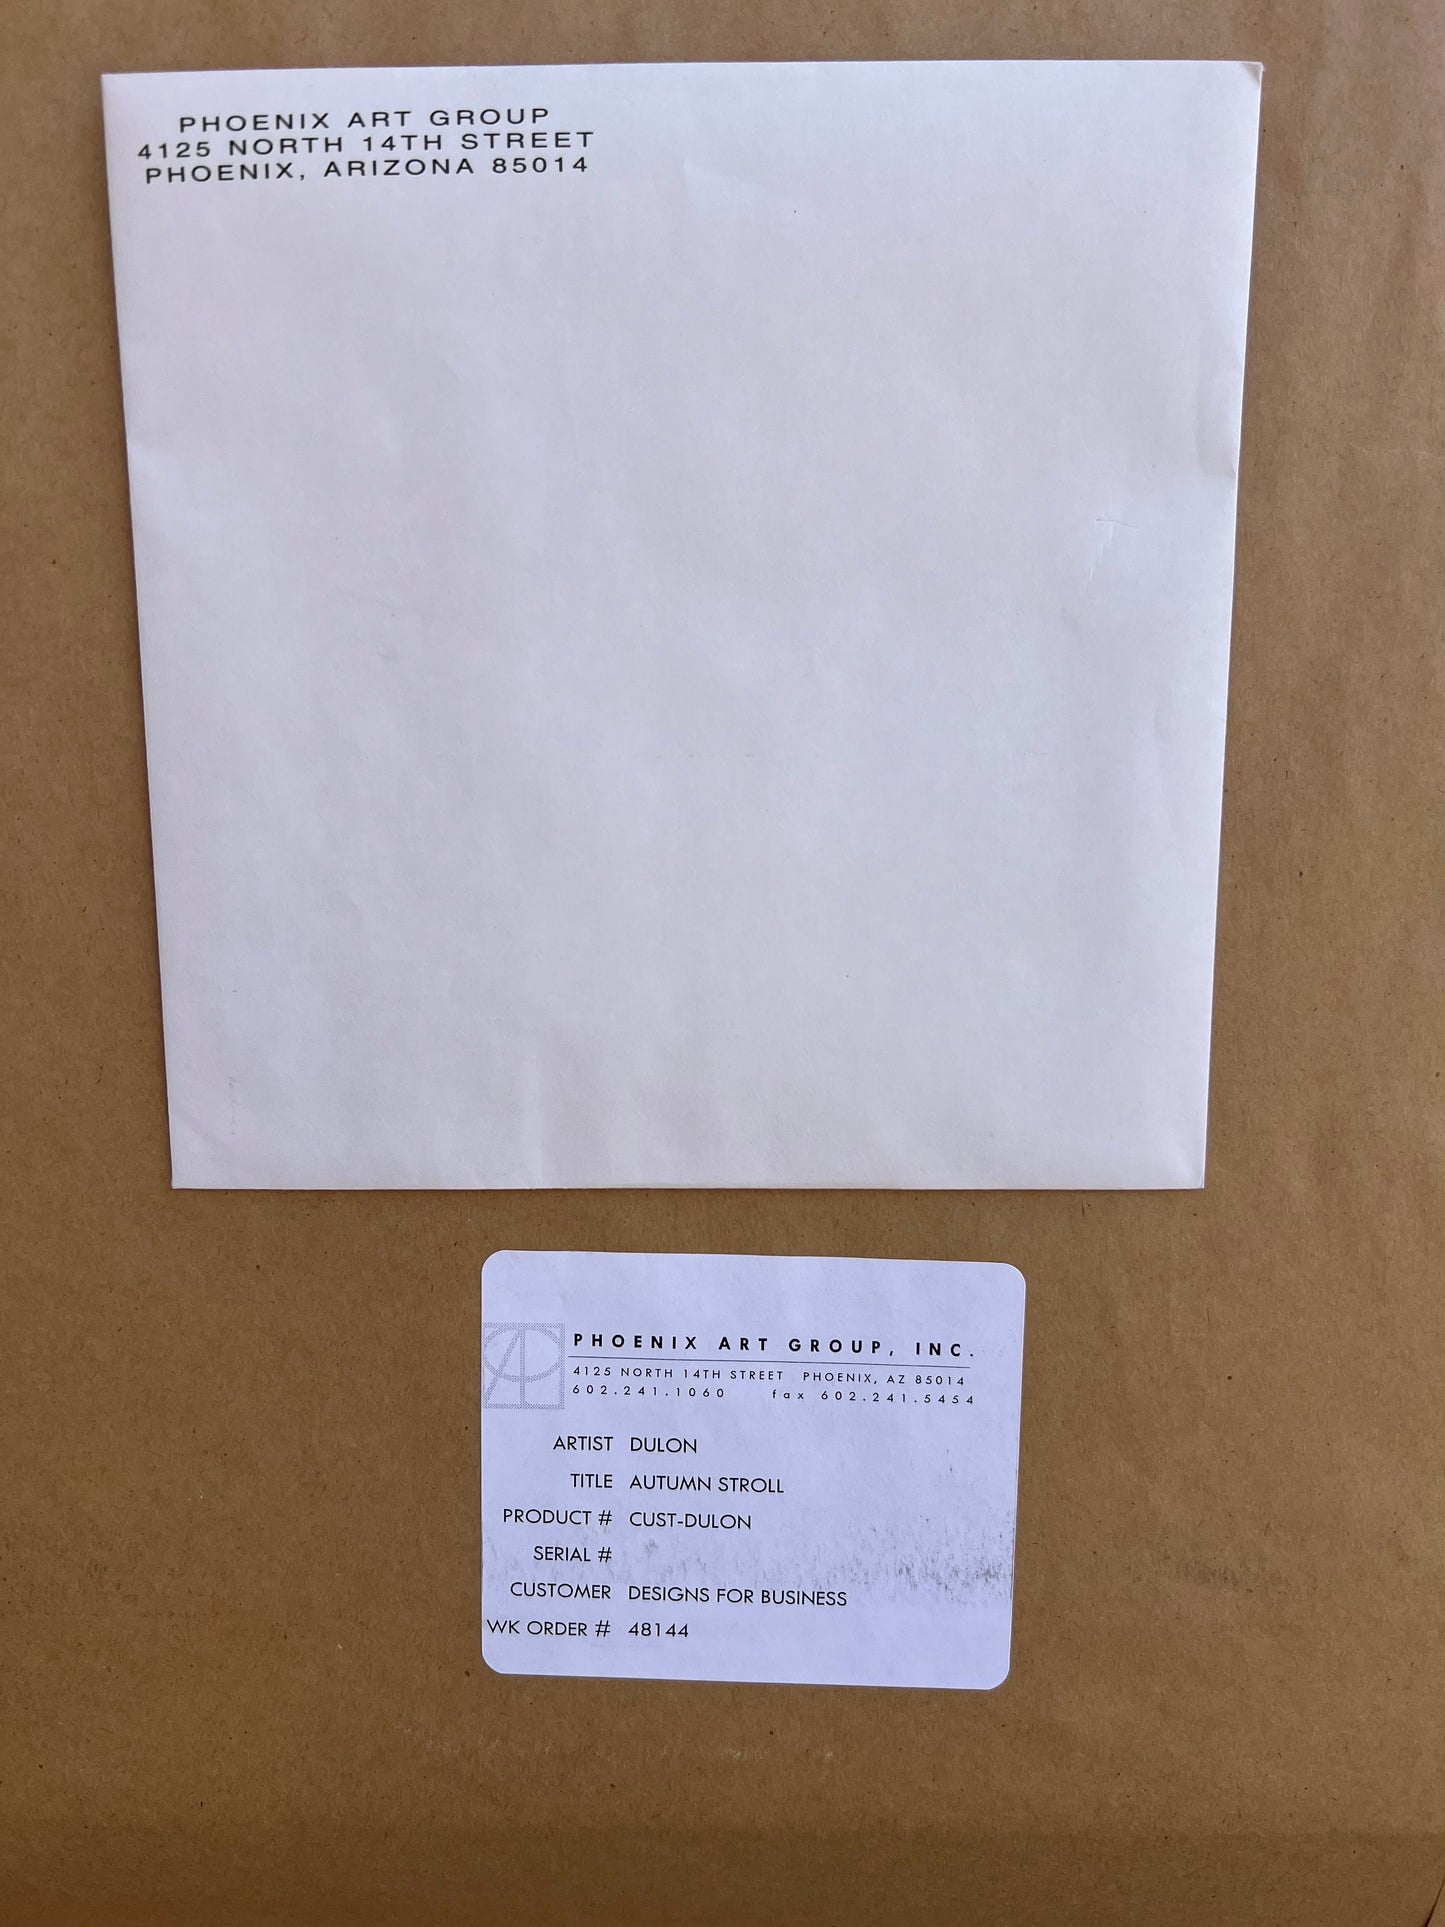 PHOENIX ART GROUP
4125 NORTH 14TH STREET
PHOENIX, ARIZONA 85014
PHOENIX ART GROUP, INC.
4125 NORTH 14TH STREET PHOENIX, AZ 85014
602.241.1060 fax 602.241.5454
ARTIST DULON
TITLE AUTUMN STROLL
PRODUCT # CUST-DULON
SERIAL #
CUSTOMER DESIGNS FOR BUSINESS
WK ORDER # 48144